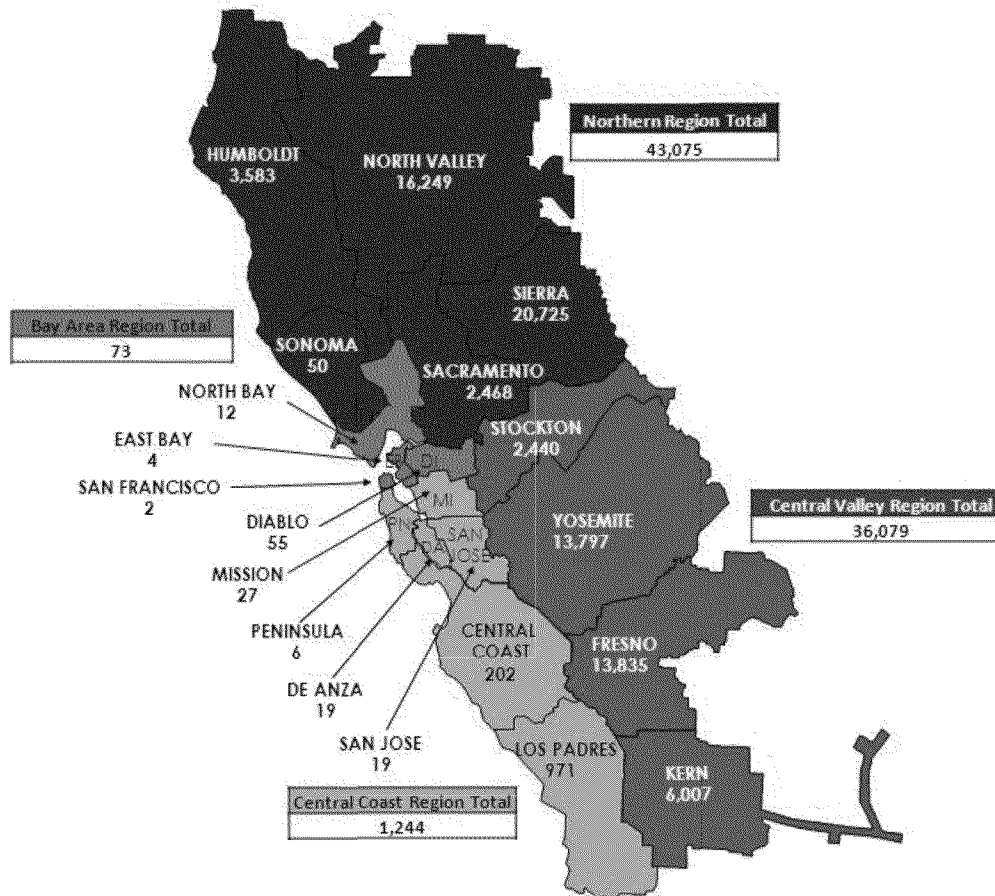 Northern Region Total
43,075
HUMBOLDT
3,583
NORTH VALLEY
16,249
SIERRA
20,725
Bay Area Region Total
73
SONOMA
50
SACRAMENTO
2,468
NORTH BAY
12
STOCKTON
2,440
EAST BAY
4
EB
DI
SAN FRANCISCO
2
Central Valley Region Total
36,079
MI
DIABLO
55
PN
YOSEMITE
13,797
SAN
JOSE
DA
MISSION
27
PENINSULA
6
CENTRAL
COAST
202
FRESNO
13,835
DE ANZA
19
SAN JOSE
19
LOS PADRES
971
KERN
6,007
Central Coast Region Total
1,244